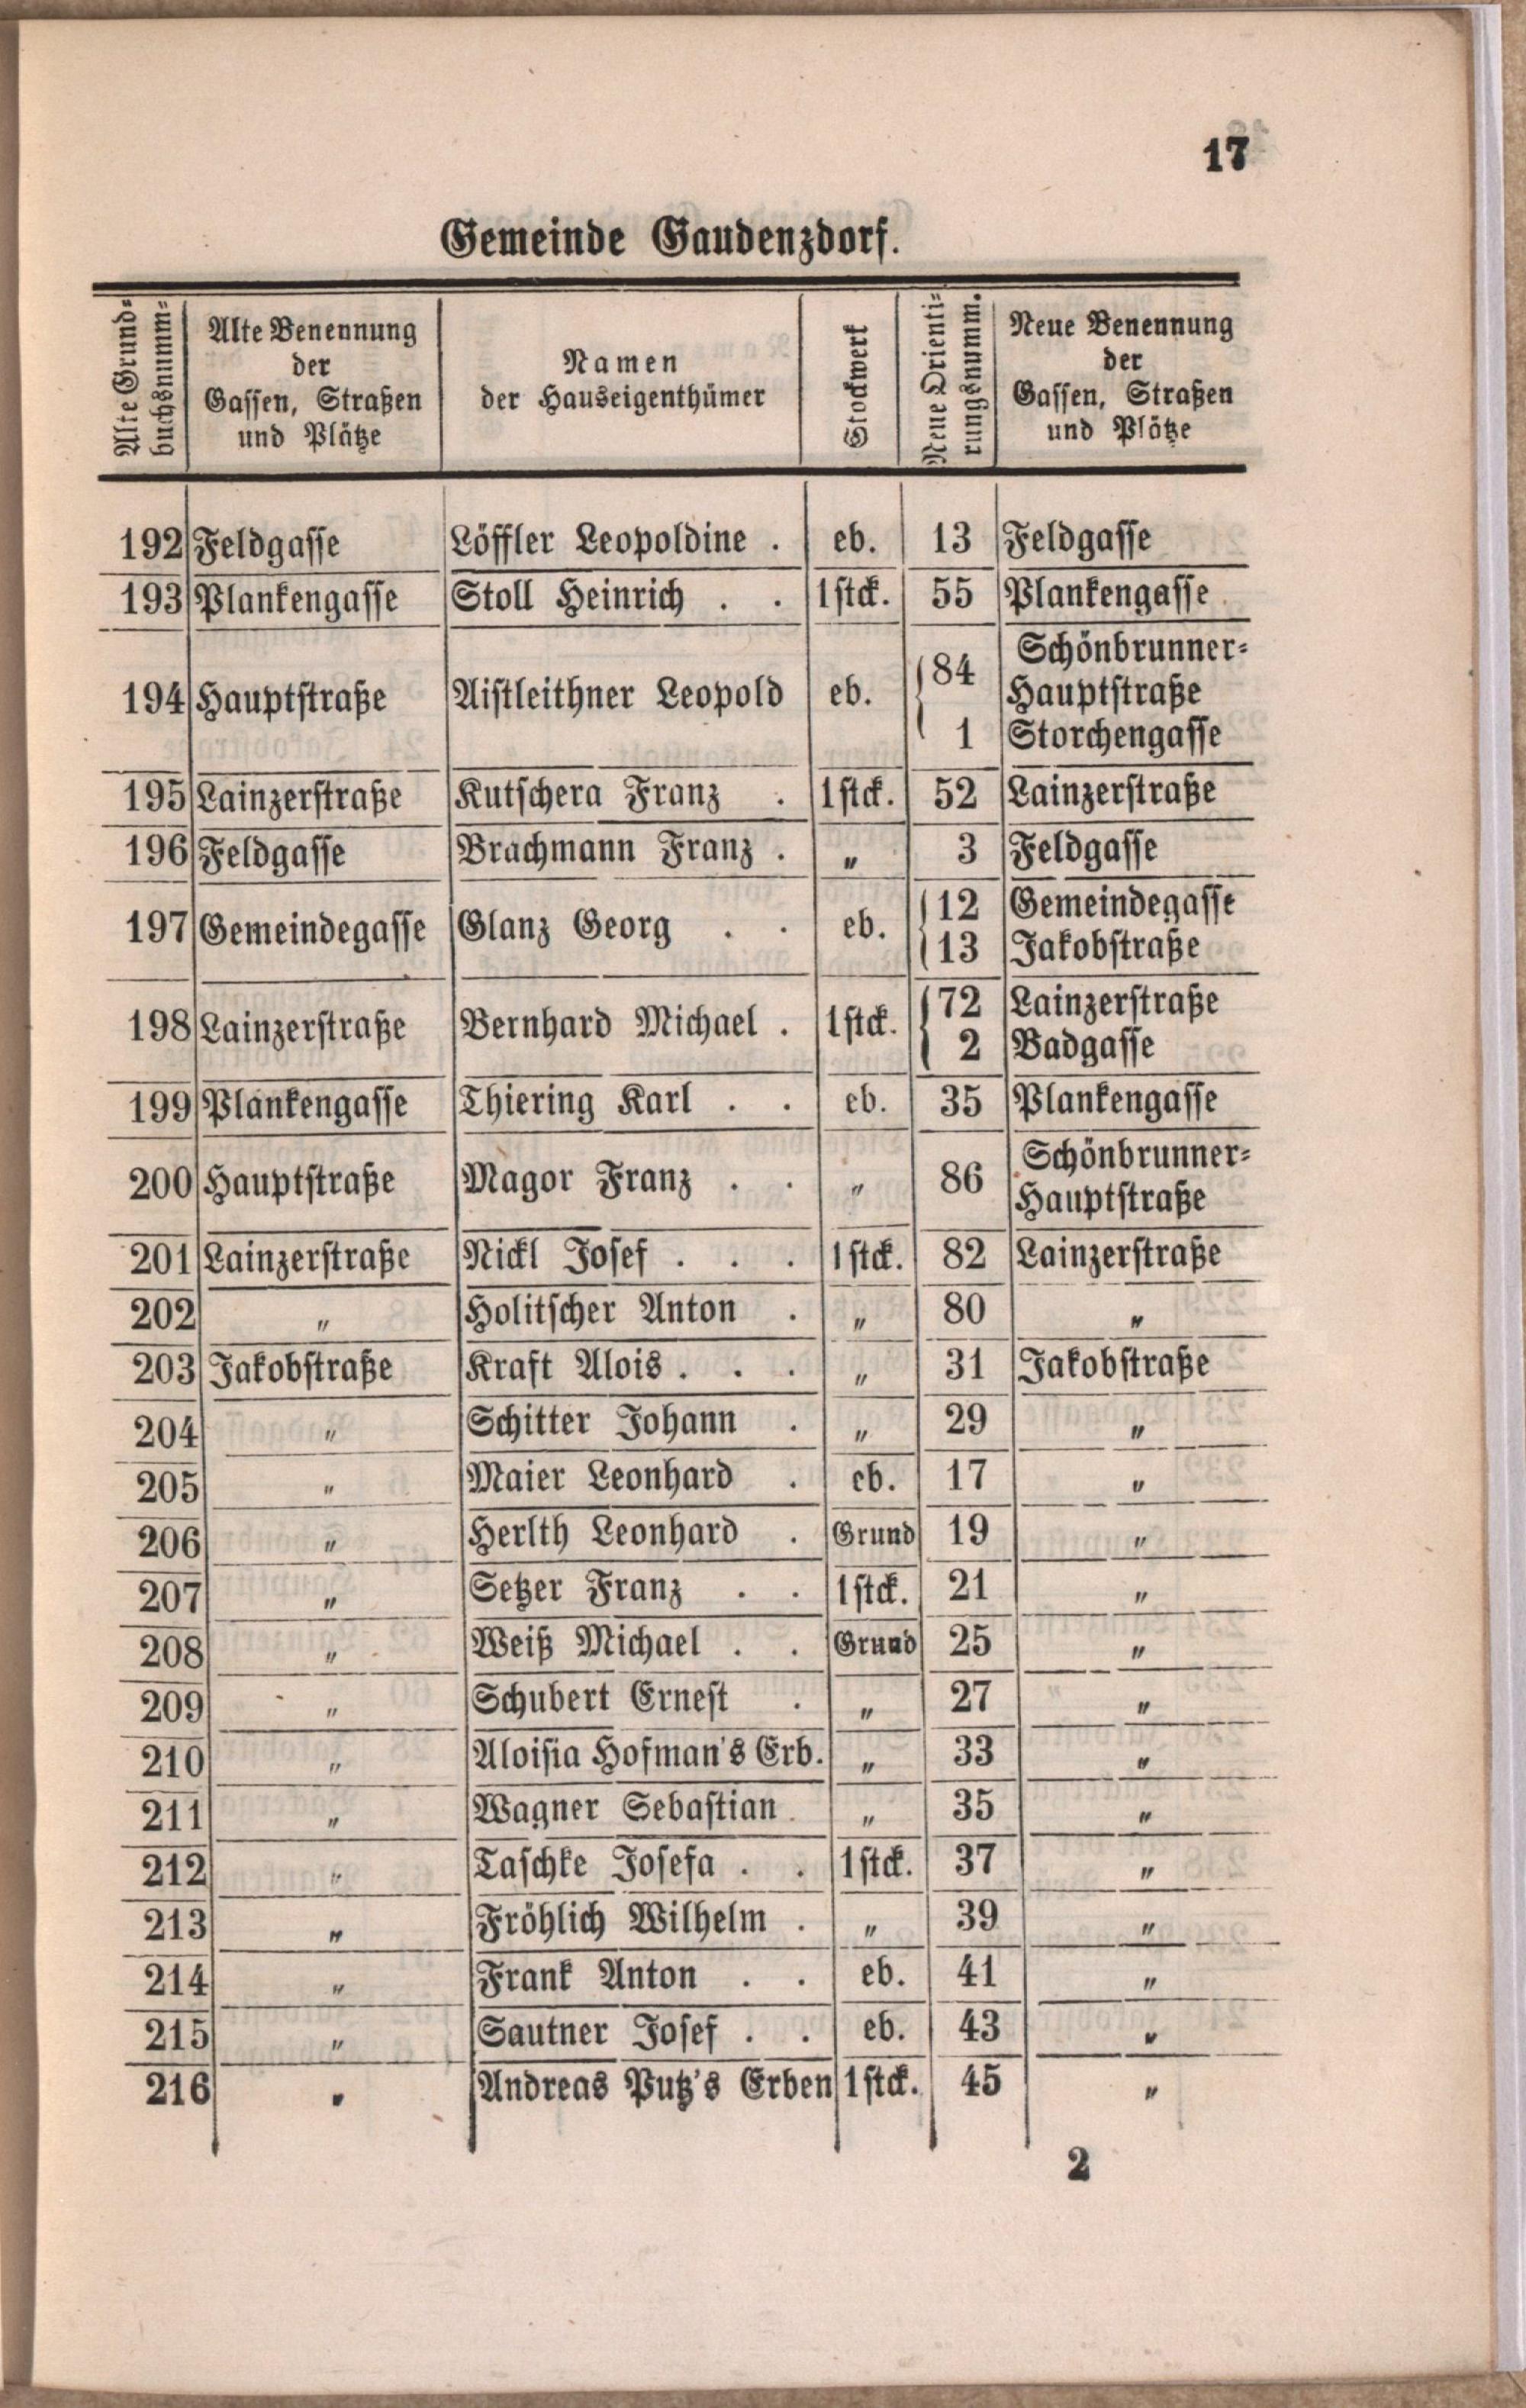 17
Gemeinde Gaudenzdorf.
Alte Grund-
buchsnumm-
Alte Benennung
der
Gassen, Straßen
und Plätze
Namen
der Hauseigenthümer
Stockwerk
Neue Orienti-
rungsnumm.
Neue Benennung
der
Gassen, Straßen
und Plätze
192 Feldgasse Löffler Leopoldine . eb. 13 Feldgasse
193 Plankengasse Stoll Heinrich . . 1stck. 55 Plankengasse
194 Hauptstraße Aistleithner Leopold eb. 84 Schönbrunner-
Hauptstraße
1 Storchengasse
195 Lainzerstraße Kutschera Franz . 1stck. 52 Lainzerstraße
196 Feldgasse Brachmann Franz . „ 3 Feldgasse
197 Gemeindegasse Glanz Georg . . eb. 12 Gemeindegasse
13 Jakobstraße
198 Lainzerstraße Bernhard Michael . 1stck. 72 Lainzerstraße
2 Badgasse
199 Plankengasse Thiering Karl . . eb. 35 Plankengasse
200 Hauptstraße Magor Franz . . „ 86 Schönbrunner-
Hauptstraße
201 Lainzerstraße Nickl Josef . . . 1stck. 82 Lainzerstraße
202 „ Holitscher Anton . „ 80 „
203 Jakobstraße Kraft Alois . . . „ 31 Jakobstraße
204 „ Schitter Johann . „ 29 „
205 „ Maier Leonhard . eb. 17 „
206 „ Herlth Leonhard . Grund 19 „
207 „ Setzer Franz . . 1stck. 21 „
208 „ Weiß Michael . . Grund 25 „
209 „ Schubert Ernest . „ 27 „
210 „ Aloisia Hofman's Erb. „ 33 „
211 „ Wagner Sebastian . „ 35 „
212 „ Taschke Josefa . . 1stck. 37 „
213 „ Fröhlich Wilhelm . „ 39 „
214 „ Frank Anton . . eb. 41 „
215 „ Sautner Josef . . eb. 43 „
216 „ Andreas Putz's Erben 1stck. 45 „
2